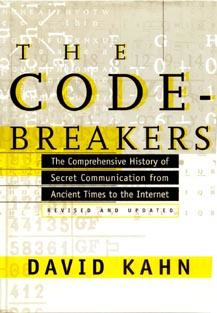 THE
CODE-
BREAKERS
The Comprehensive History of
Secret Communication from
Ancient Times to the Internet
REVISED AND UPDATED
DAVID KAHN